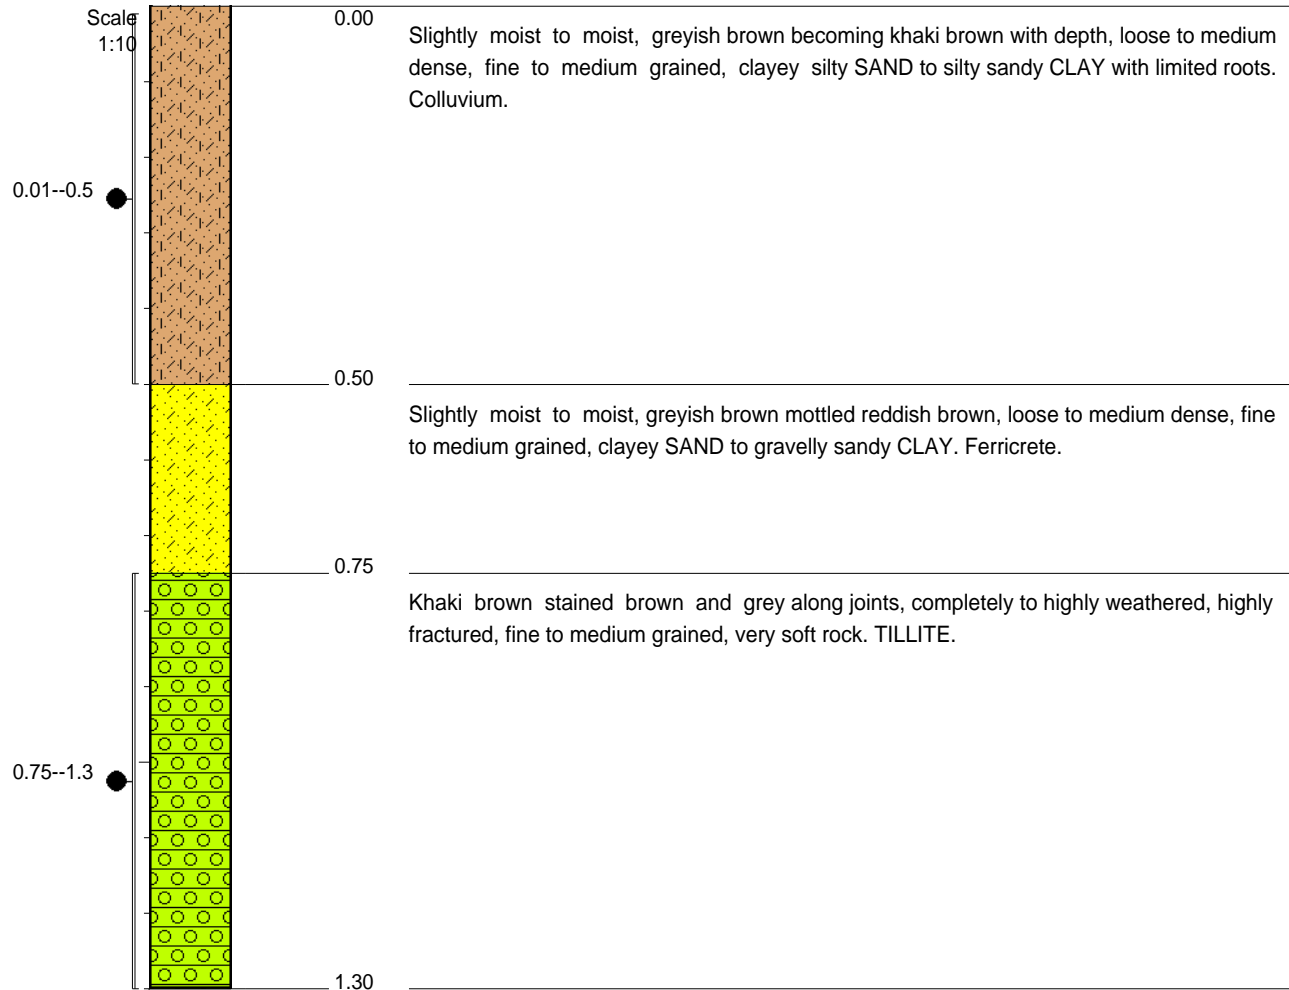 Scale
1:10
0.00
Slightly moist to moist, greyish brown becoming khaki brown with depth, loose to medium
dense, fine to medium grained, clayey silty SAND to silty sandy CLAY with limited roots.
Colluvium.
0.01--0.5
0.50
Slightly moist to moist, greyish brown mottled reddish brown, loose to medium dense, fine
to medium grained, clayey SAND to gravelly sandy CLAY. Ferricrete.
0.75
Khaki brown stained brown and grey along joints, completely to highly weathered, highly
fractured, fine to medium grained, very soft rock. TILLITE.
0.75--1.3
1.30